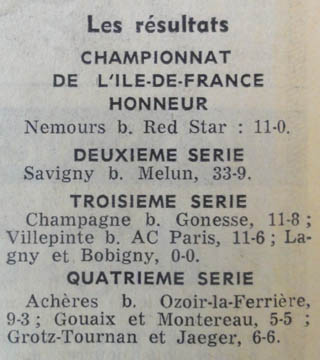 Les résultats
CHAMPIONNAT
DE L'ILE-DE-FRANCE
HONNEUR
Nemours b. Red Star : 11-0.
DEUXIEME SERIE
Savigny b. Melun, 33-9.
TROISIEME SERIE
Champagne b. Gonesse, 11-8 ;
Villepinte b. AC Paris, 11-6 ; La-
gny et Bobigny, 0-0.
QUATRIEME SERIE
Achères b. Ozoir-la-Ferrière,
9-3 ; Gouaix et Montereau, 5-5 ;
Grotz-Tournan et Jaeger, 6-6.